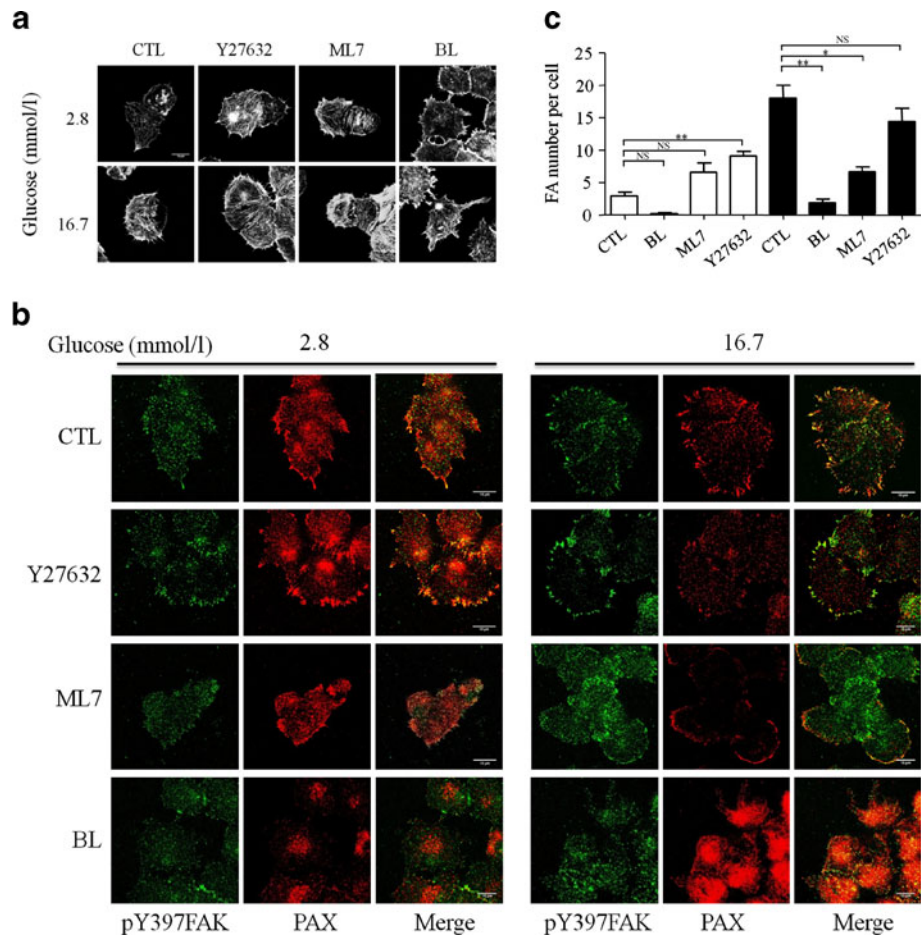 a
CTL Y27632 ML7 BL
Glucose (mmol/l)
2.8
16.7
c
FA number per cell
25
20
15
10
5
0
NS
NS
**
**
*
NS
CTL BL ML7 Y27632 CTL BL ML7 Y27632
b
Glucose (mmol/l) 2.8 16.7
CTL
Y27632
ML7
BL
pY397FAK PAX Merge pY397FAK PAX Merge